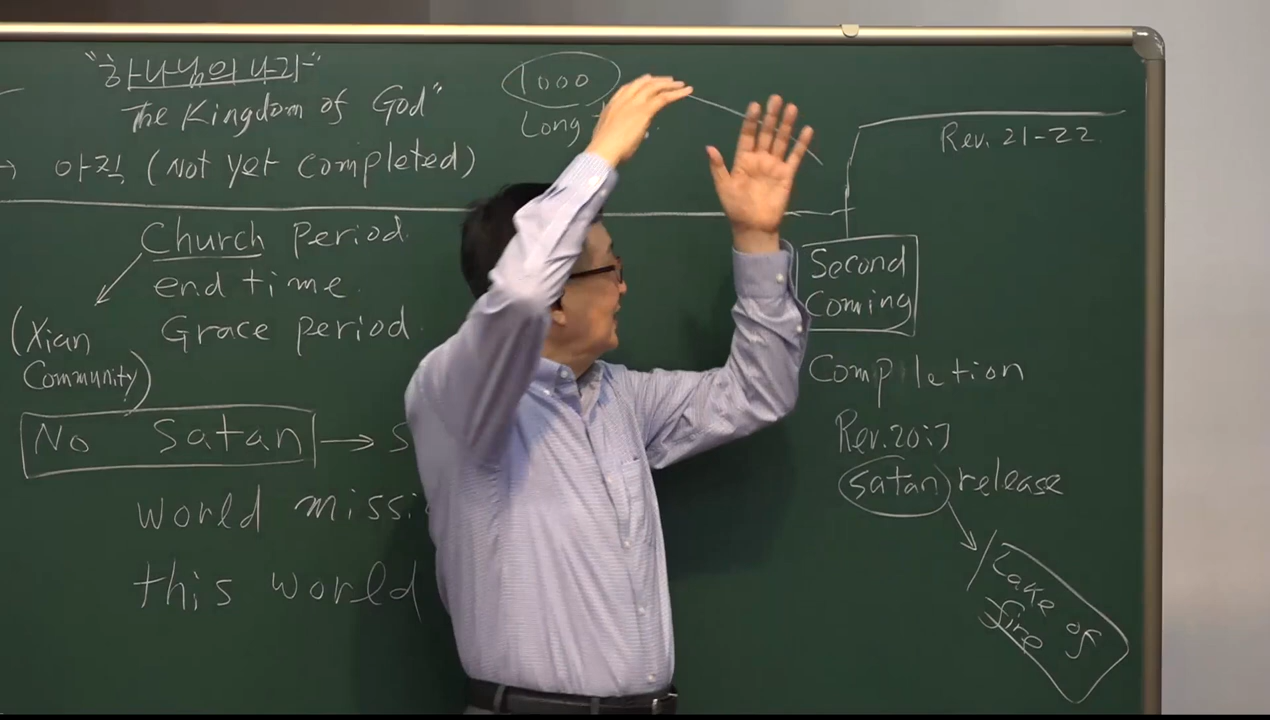 "하나님의 나라"
The Kingdom of God"
→ 아직 (Not yet completed)
1000
Long
Rev. 21-22.
Church Period.
end time.
Grace period.
(Xian
Community)
No Satan → S
world missi
this world
Second
Coming
Completion
Rev. 20:7
Satan release
Lake of
fire